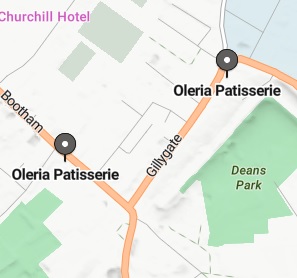 Churchill Hotel
Oleria Patisserie
Bootham
Gillygate
Oleria Patisserie
Deans
Park